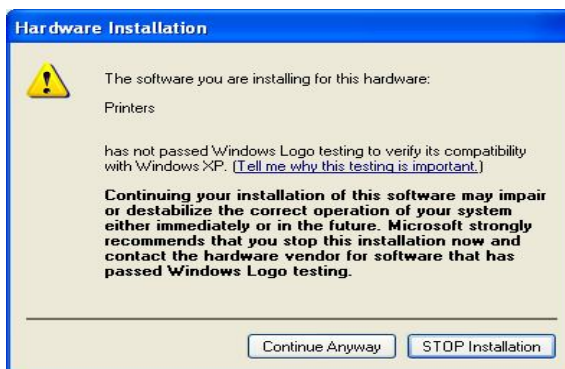 Hardware Installation
The software you are installing for this hardware:
Printers
has not passed Windows Logo testing to verify its compatibility
with Windows XP. (Tell me why this testing is important.)
Continuing your installation of this software may impair
or destabilize the correct operation of your system
either immediately or in the future. Microsoft strongly
recommends that you stop this installation now and
contact the hardware vendor for software that has
passed Windows Logo testing.
Continue Anyway STOP Installation